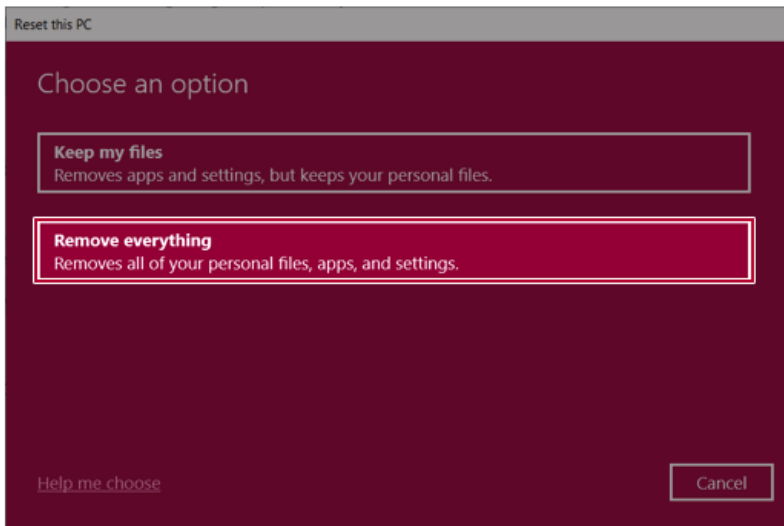 Reset this PC
Choose an option
Keep my files
Removes apps and settings, but keeps your personal files.
Remove everything
Removes all of your personal files, apps, and settings.
Help me choose
Cancel